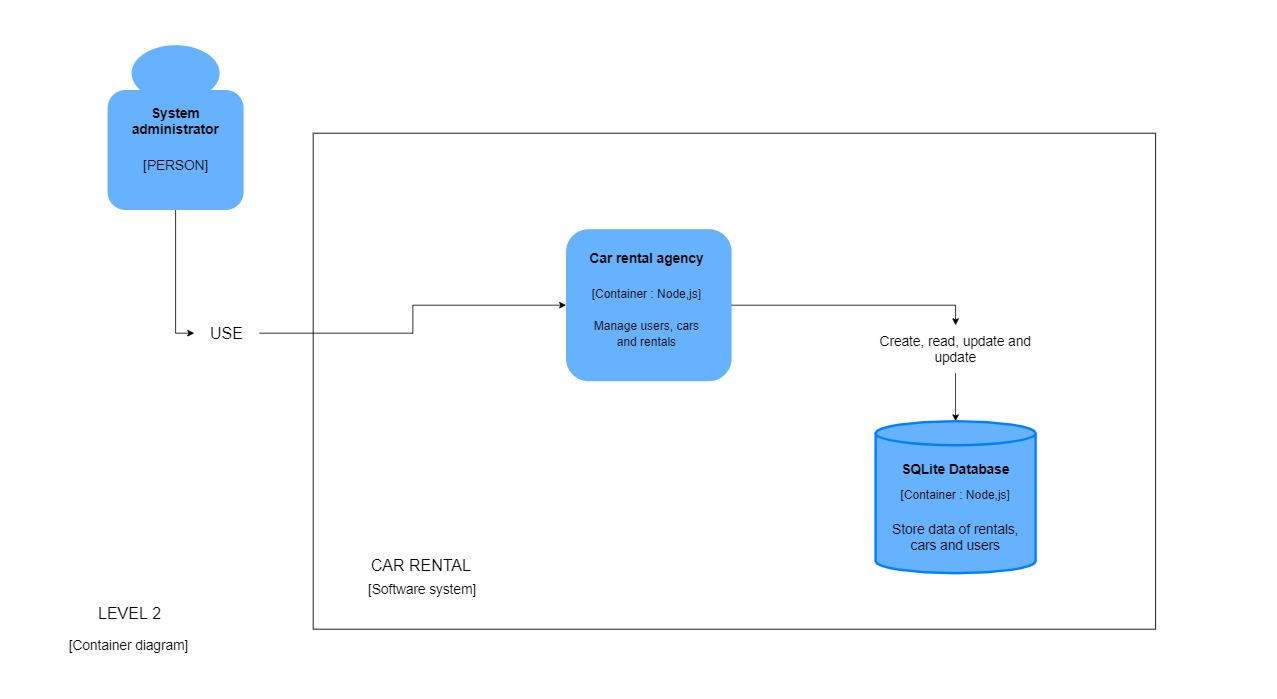 System
administrator
[PERSON]
USE
Car rental agency
[Container : Node,js]
Manage users, cars
and rentals
Create, read, update and
update
SQLite Database
[Container : Node,js]
Store data of rentals,
cars and users
CAR RENTAL
[Software system]
LEVEL 2
[Container diagram]